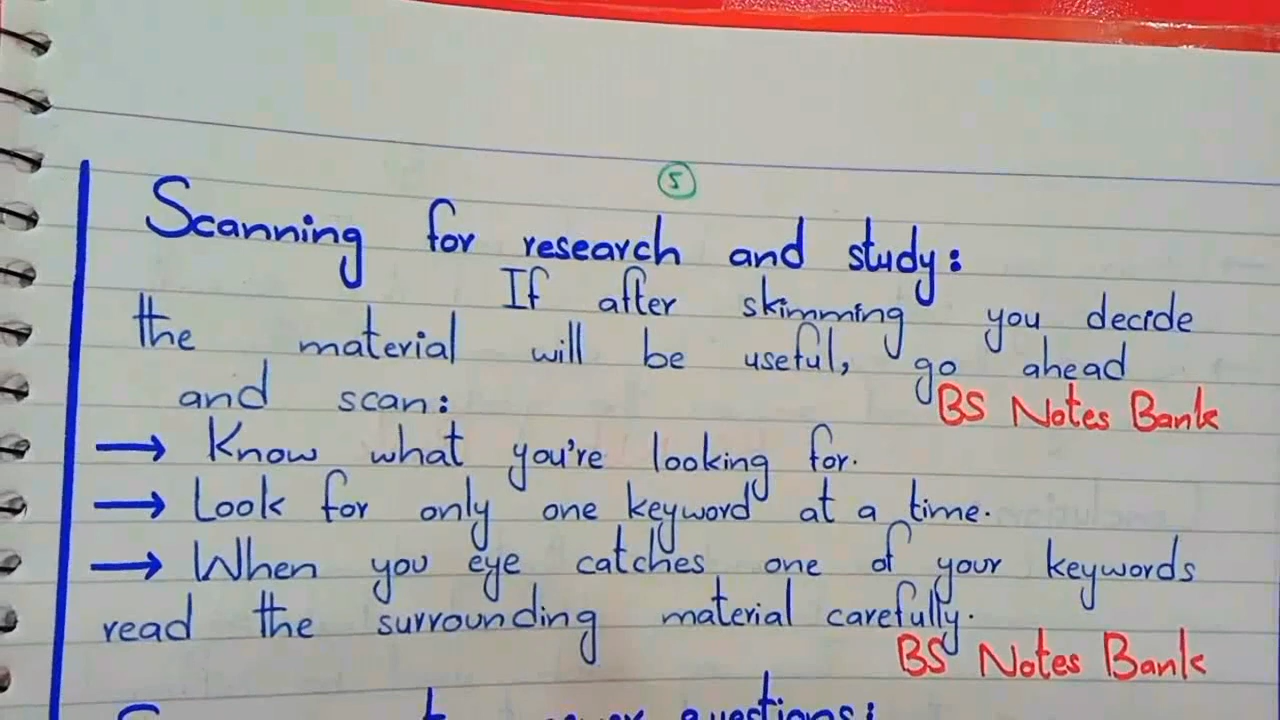 5
Scanning for research and study:
If after skimming you decide
the material will be useful, go ahead
and scan:
BS Notes Bank
→ Know what you're looking for.
→ Look for only one keyword at a time.
→ When you eye catches one of your keywords
read the surrounding material carefully.
BS Notes Bank
questions: